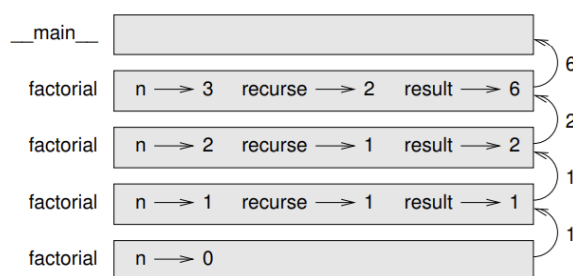 __main__
6
factorial n 3 recurse 2 result 6
2
factorial n 2 recurse 1 result 2
1
factorial n 1 recurse 1 result 1
1
factorial n 0